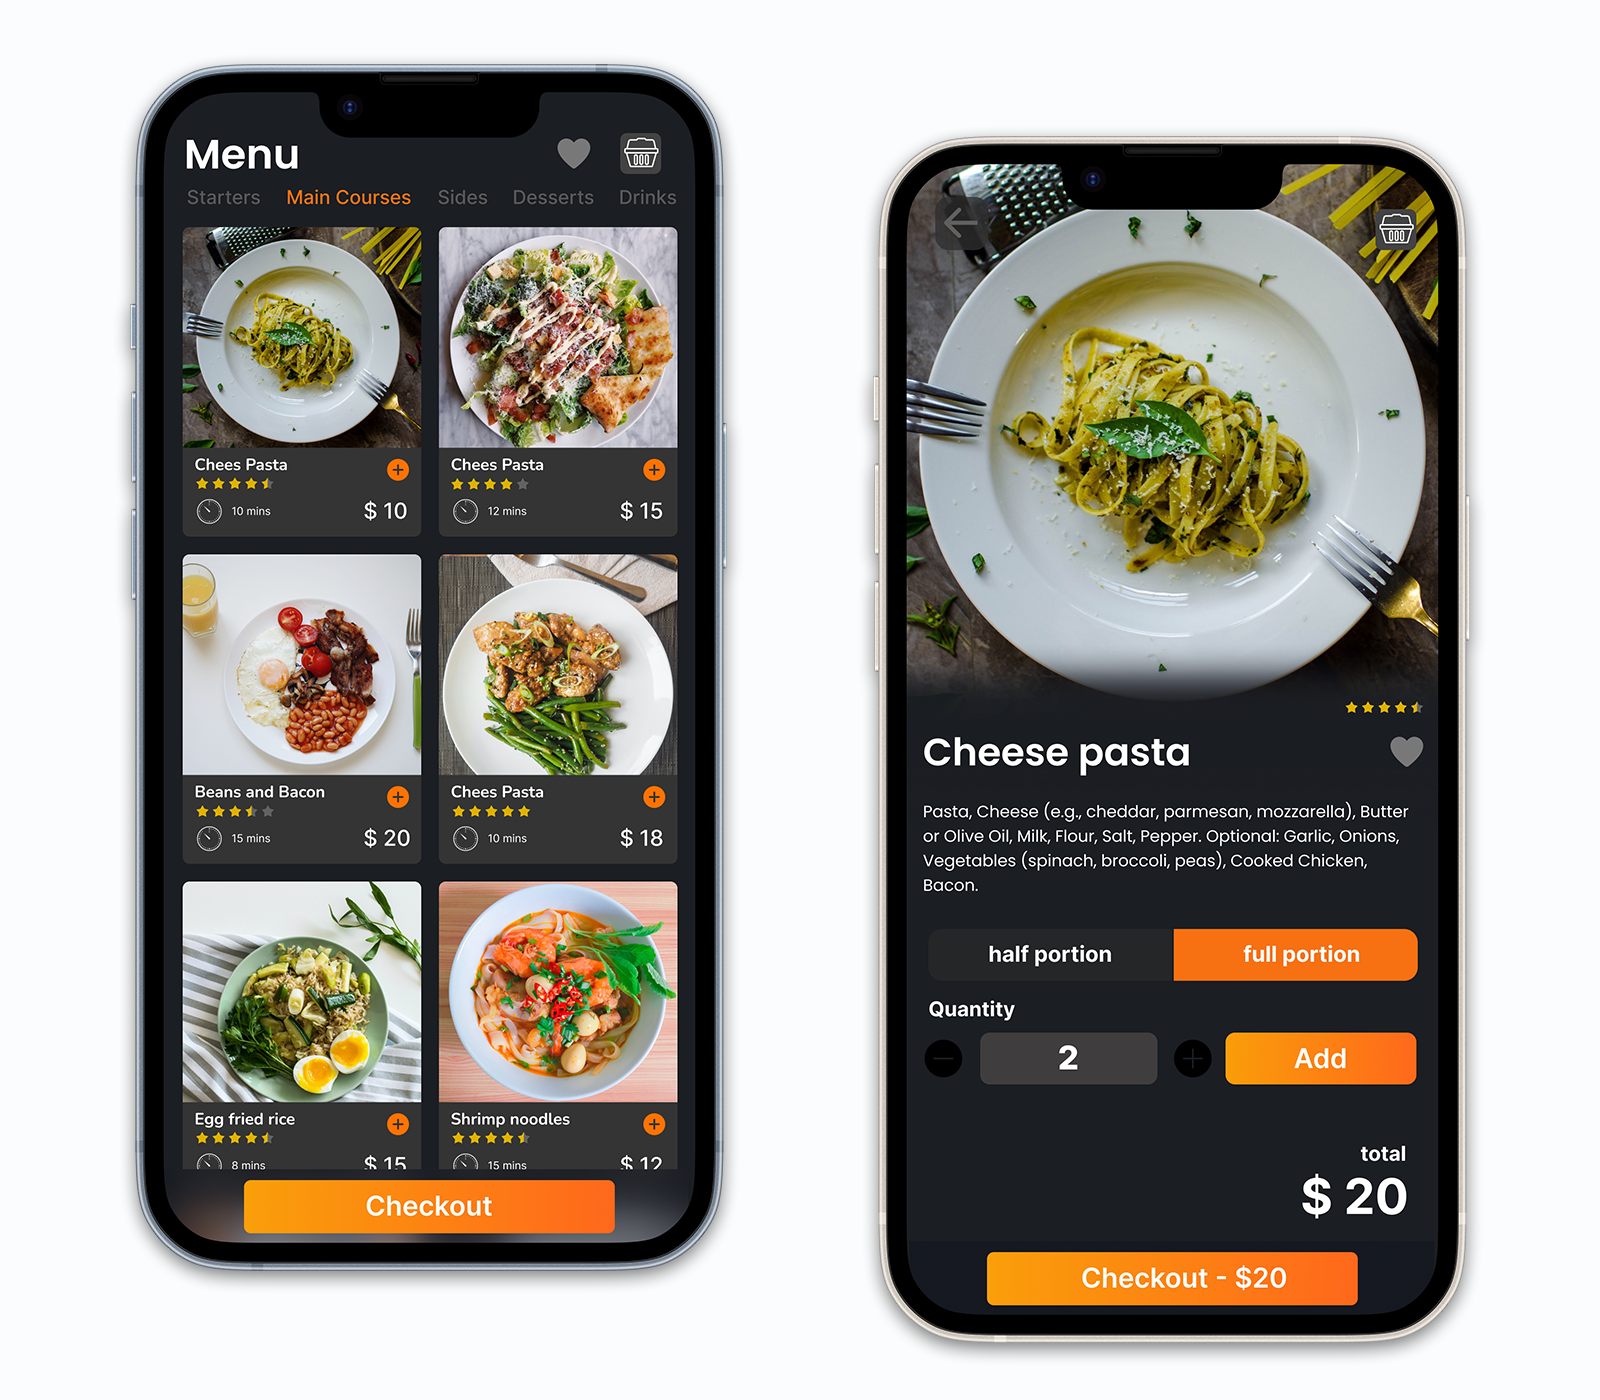 Menu
Starters Main Courses Sides Desserts Drinks
Chees Pasta
10 mins
$ 10
Chees Pasta
12 mins
$ 15
Beans and Bacon
15 mins
$ 20
Chees Pasta
10 mins
$ 18
Egg fried rice
8 mins
$ 15
Shrimp noodles
15 mins
$ 12
Checkout
Cheese pasta
Pasta, Cheese (e.g., cheddar, parmesan, mozzarella), Butter
or Olive Oil, Milk, Flour, Salt, Pepper. Optional: Garlic, Onions,
Vegetables (spinach, broccoli, peas), Cooked Chicken,
Bacon.
half portion full portion
Quantity
2
Add
total
$ 20
Checkout - $20